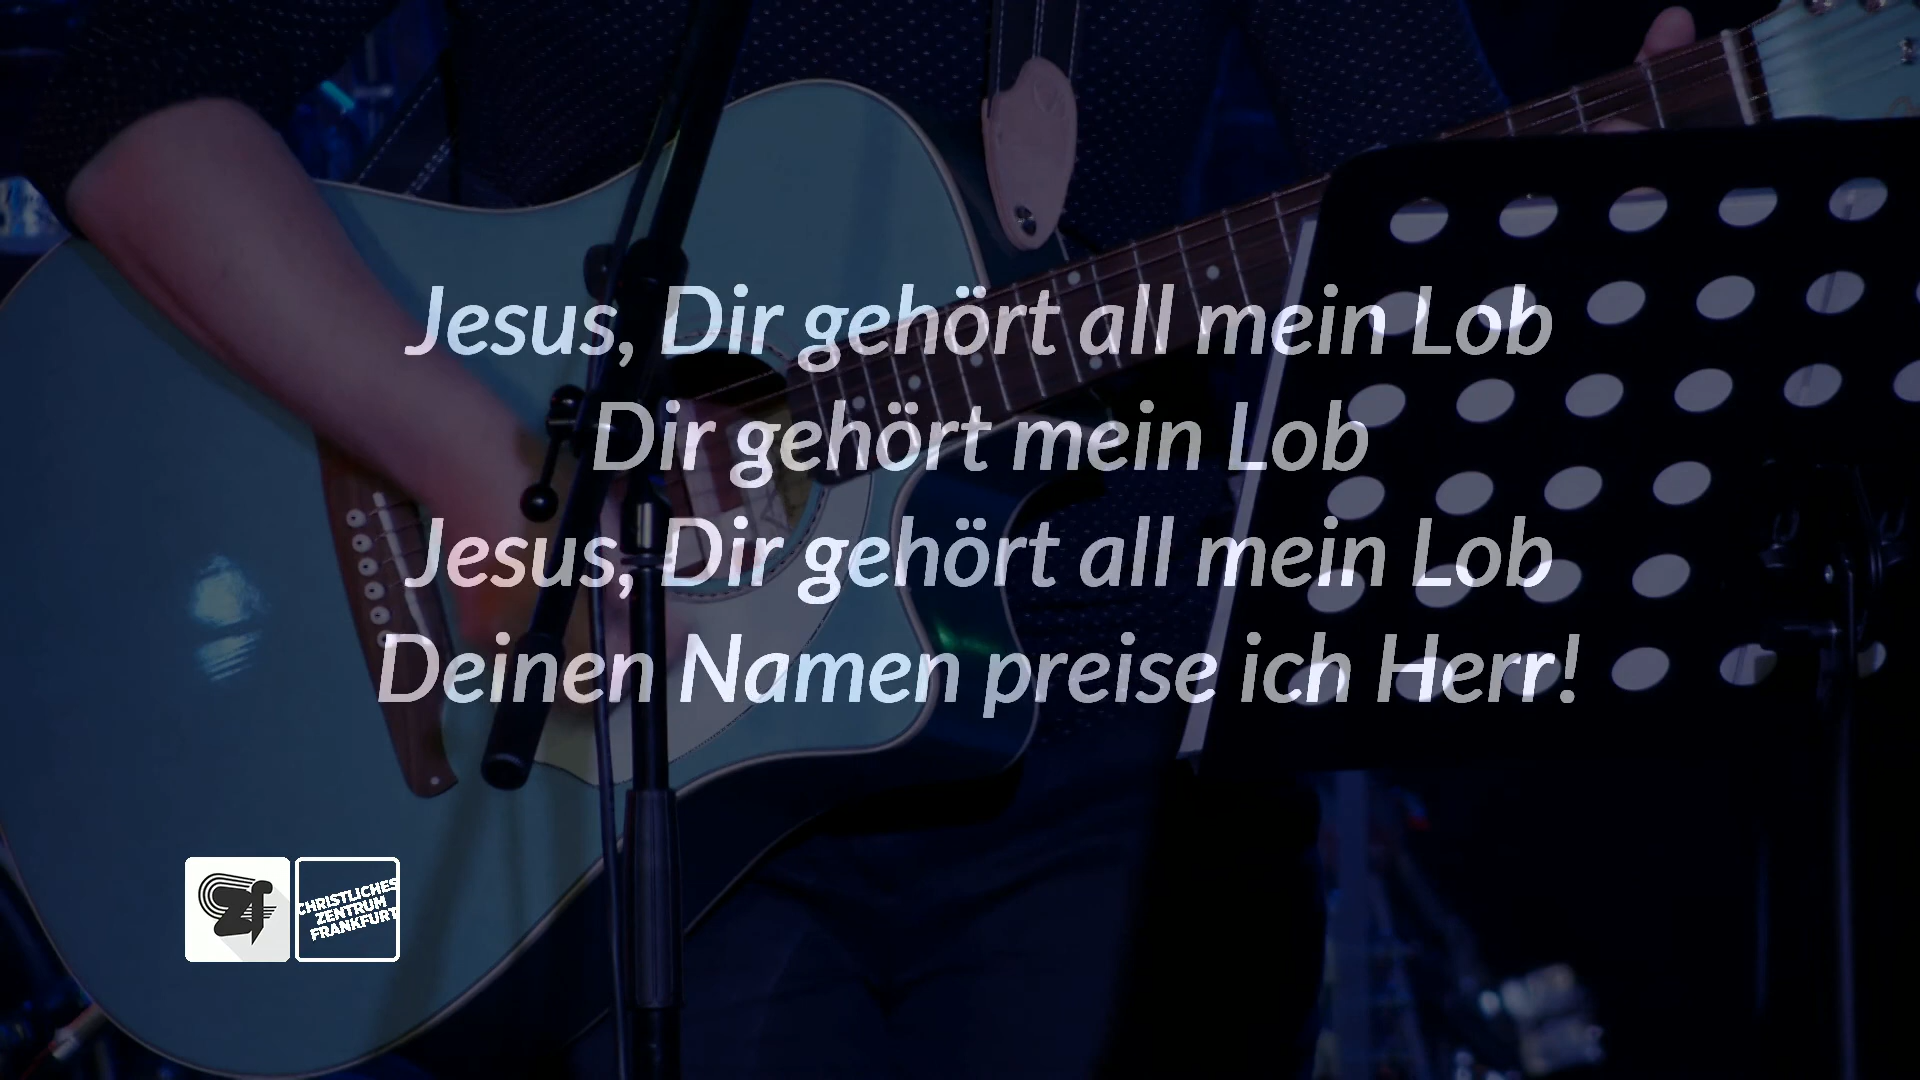 Jesus, Dir gehört all mein Lob
Dir gehört mein Lob
Jesus, Dir gehört all mein Lob
Deinen Namen preise ich Herr!
CZF
CHRISTLICHES
ZENTRUM
FRANKFURT